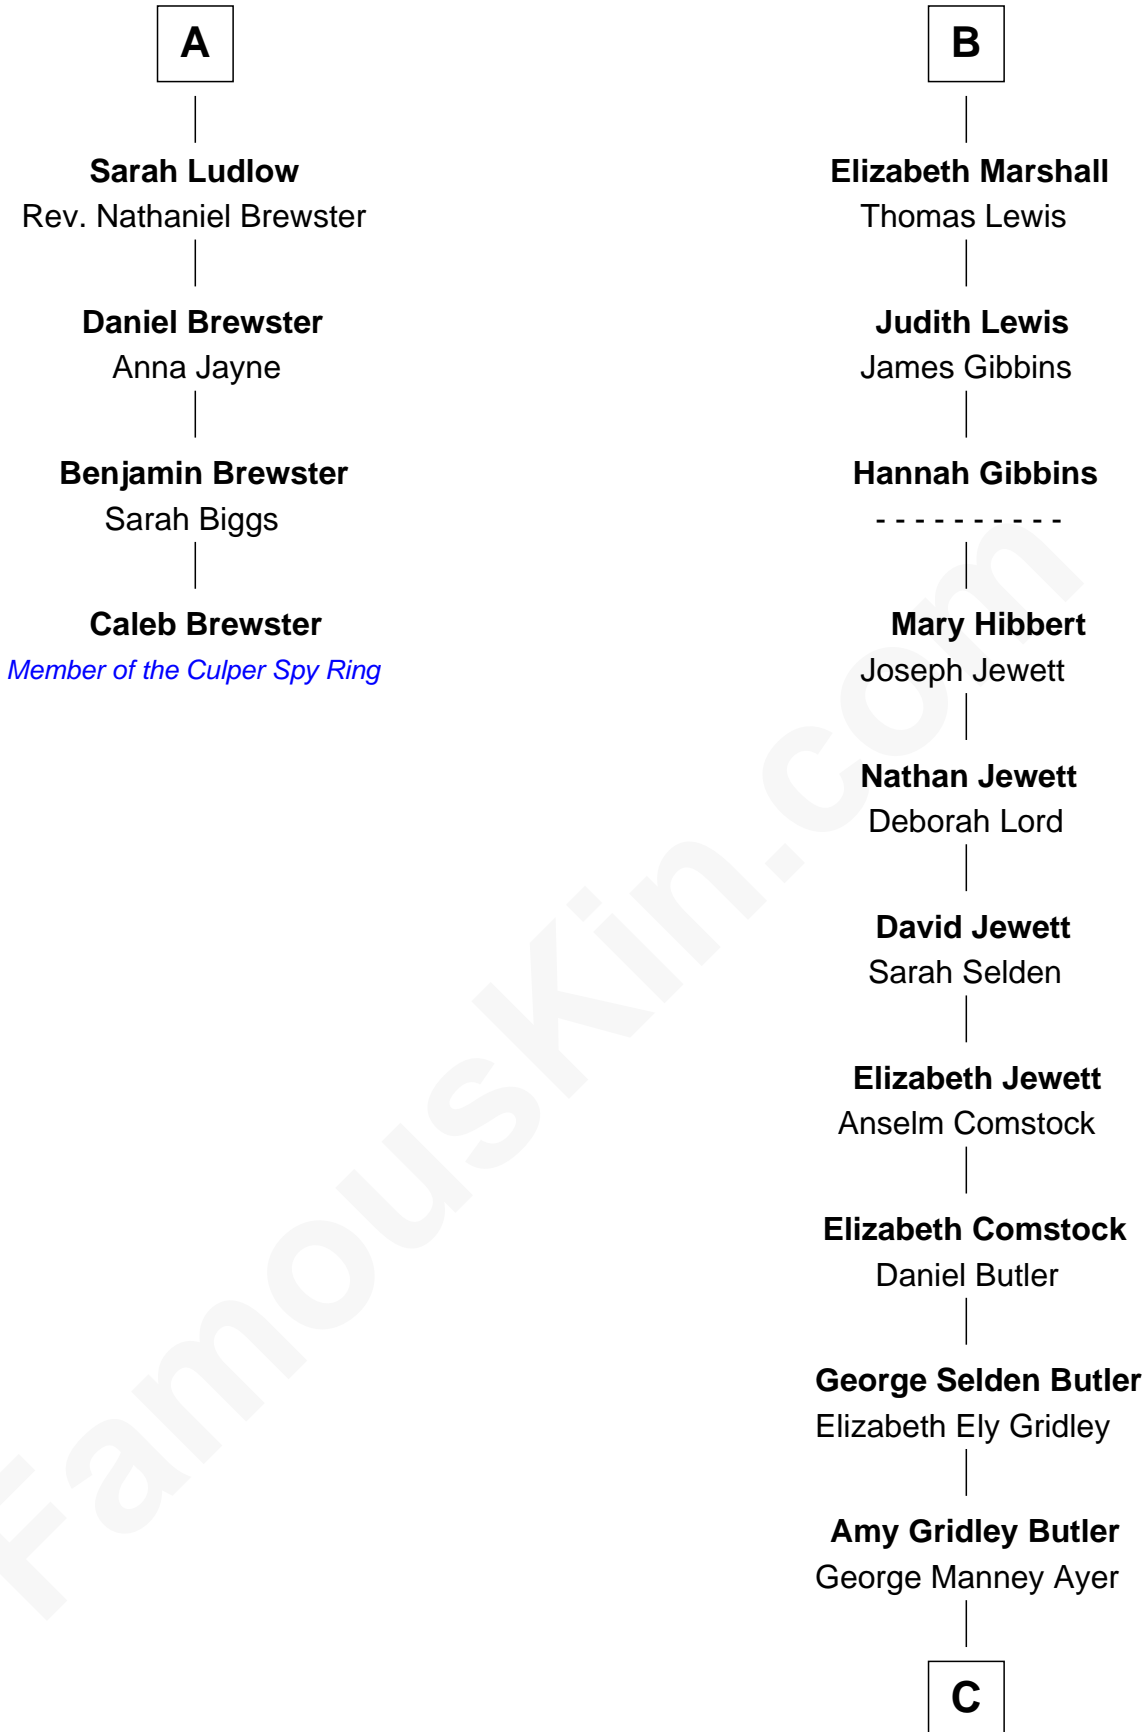 A
Sarah Ludlow
Rev. Nathaniel Brewster
Daniel Brewster
Anna Jayne
Benjamin Brewster
Sarah Biggs
Caleb Brewster
Member of the Culper Spy Ring
B
Elizabeth Marshall
Thomas Lewis
Judith Lewis
James Gibbins
Hannah Gibbins
- - - - - - - - - -
Mary Hibbert
Joseph Jewett
Nathan Jewett
Deborah Lord
David Jewett
Sarah Selden
Elizabeth Jewett
Anselm Comstock
Elizabeth Comstock
Daniel Butler
George Selden Butler
Elizabeth Ely Gridley
Amy Gridley Butler
George Manney Ayer
C
FamousKin.com